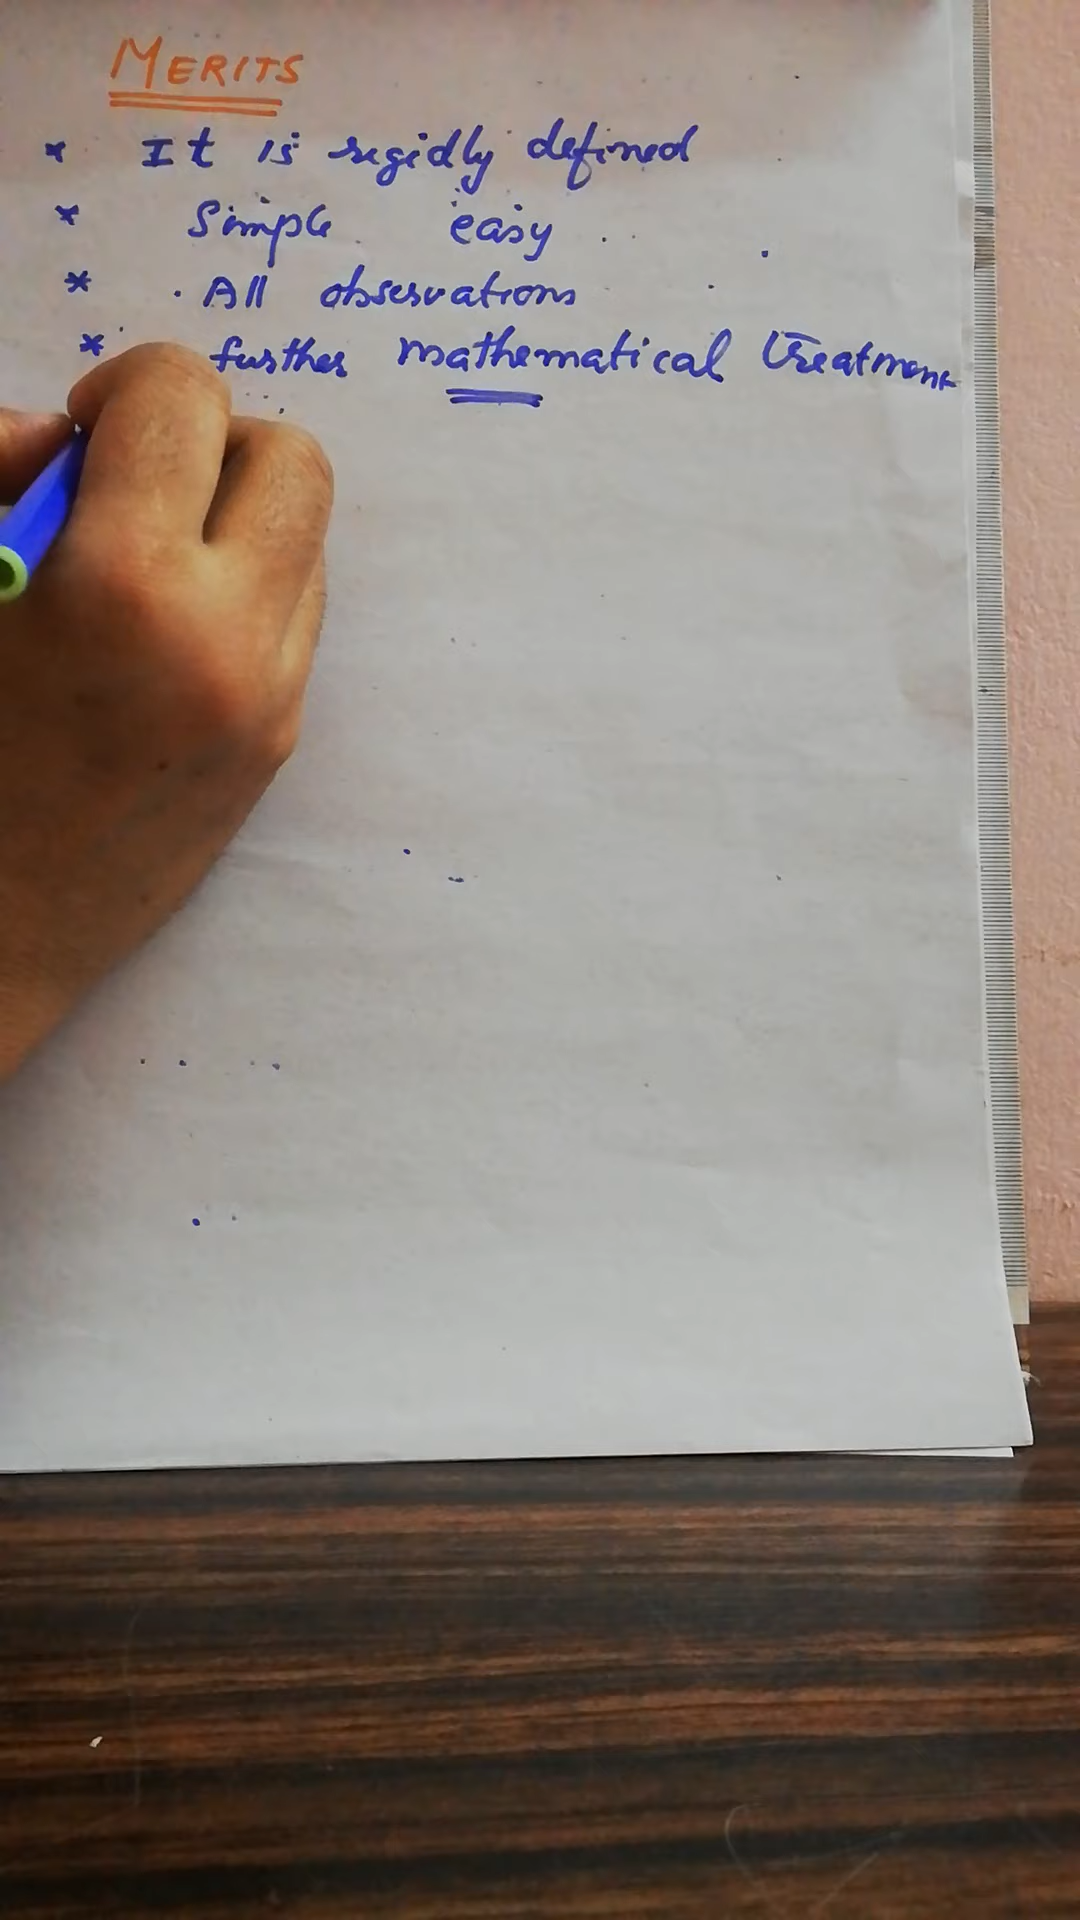 MERITS
* It is rigidly defined
* Simple easy
* All observations
* further mathematical treatment